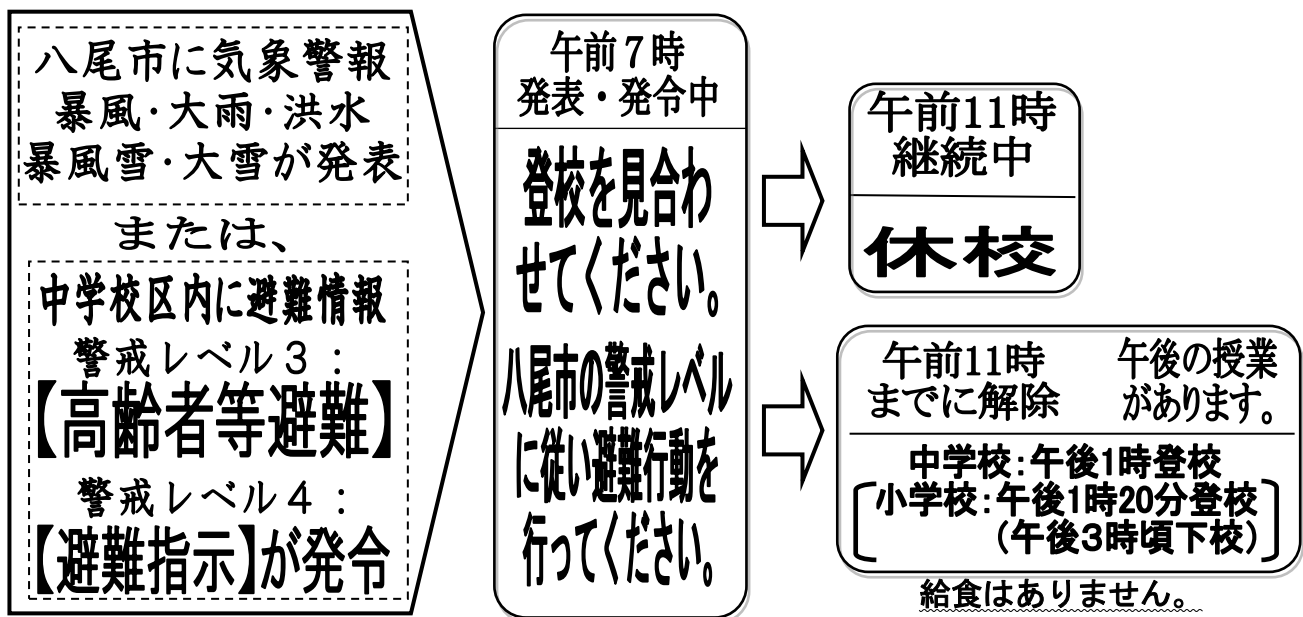 八尾市に気象警報
暴風・大雨・洪水
暴風雪・大雪が発表
または、
中学校区内に避難情報
警戒レベル3：
【高齢者等避難】
警戒レベル4：
【避難指示】が発令
午前7時
発表・発令中
登校を見合わ
せてください。
八尾市の警戒レベル
に従い避難行動を
行ってください。
午前11時
継続中
休校
午前11時
までに解除
午後の授業
があります。
中学校：午後1時登校
小学校：午後1時20分登校
（午後3時頃下校）
給食はありません。